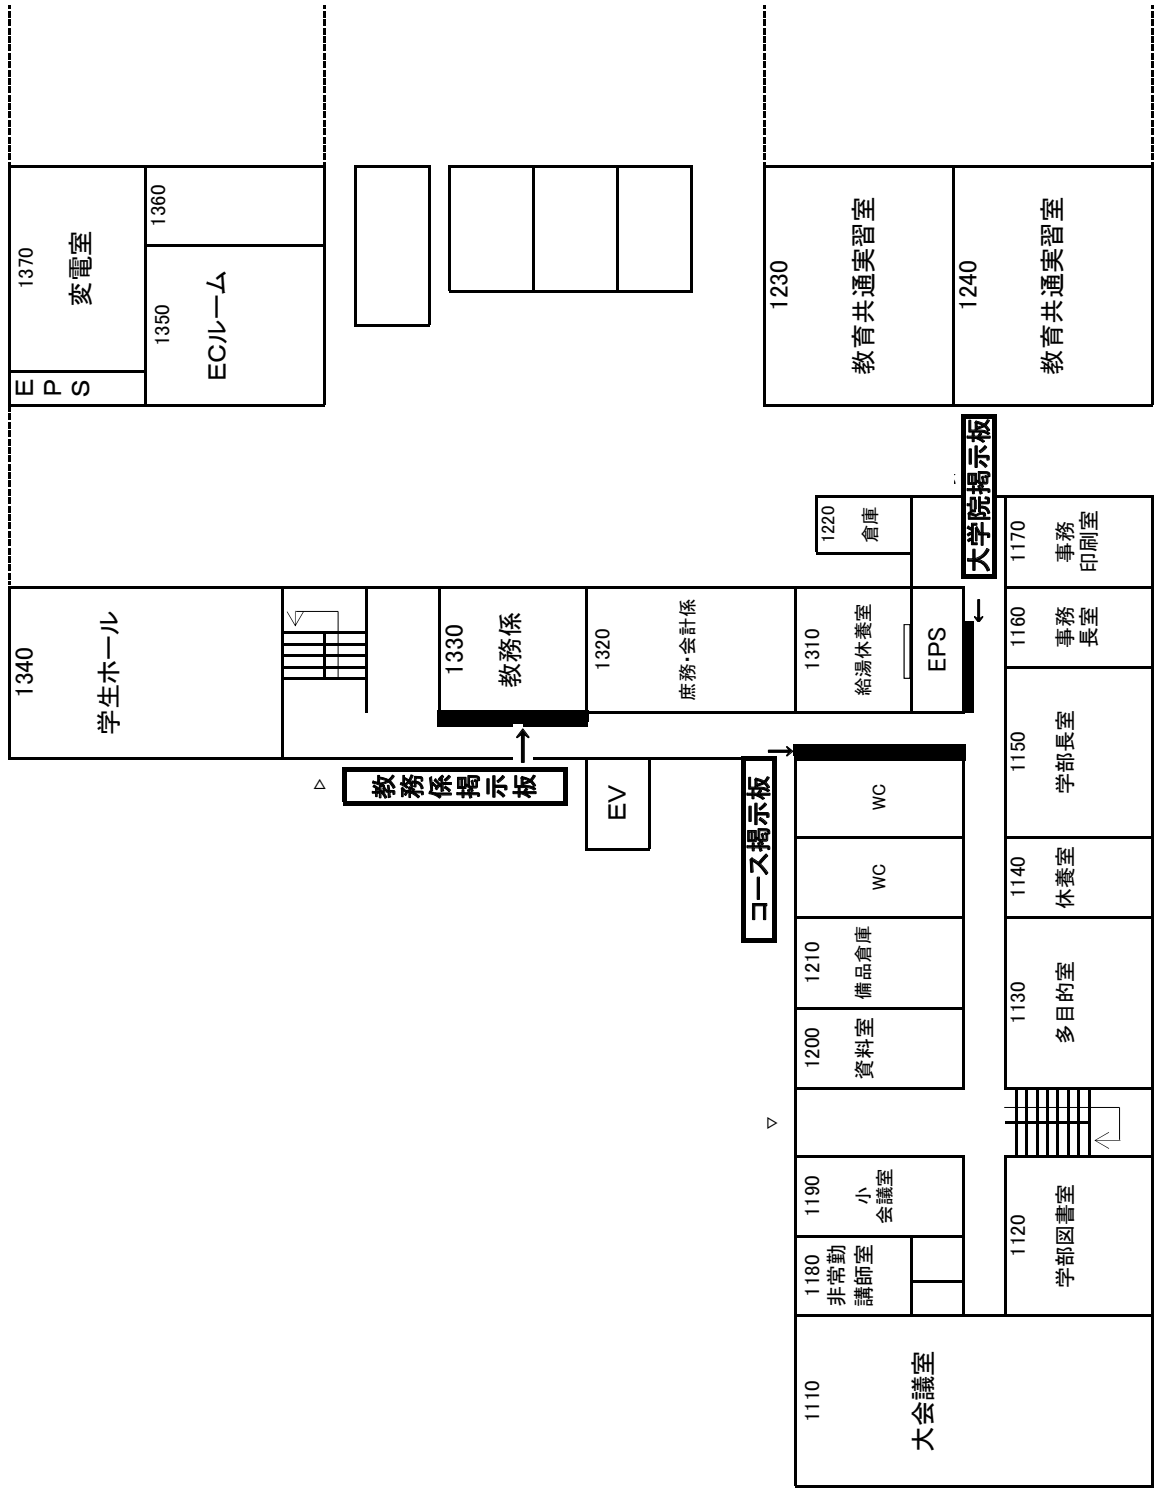 1370
変電室
EPS
1360
1350
ECルーム
1340
学生ホール
1330
教務係
教務係掲示板
1320
庶務・会計係
EV
1310
給湯休養室
EPS
1220
倉庫
1230
教育共通実習室
1240
教育共通実習室
大学院掲示板
コース掲示板
1170
事務
印刷室
1160
事務
長室
1150
学部長室
1140
休養室
1130
多目的室
1120
学部図書室
WC
WC
1210
備品倉庫
1200
資料室
1190
小
会議室
1180
非常勤
講師室
1110
大会議室